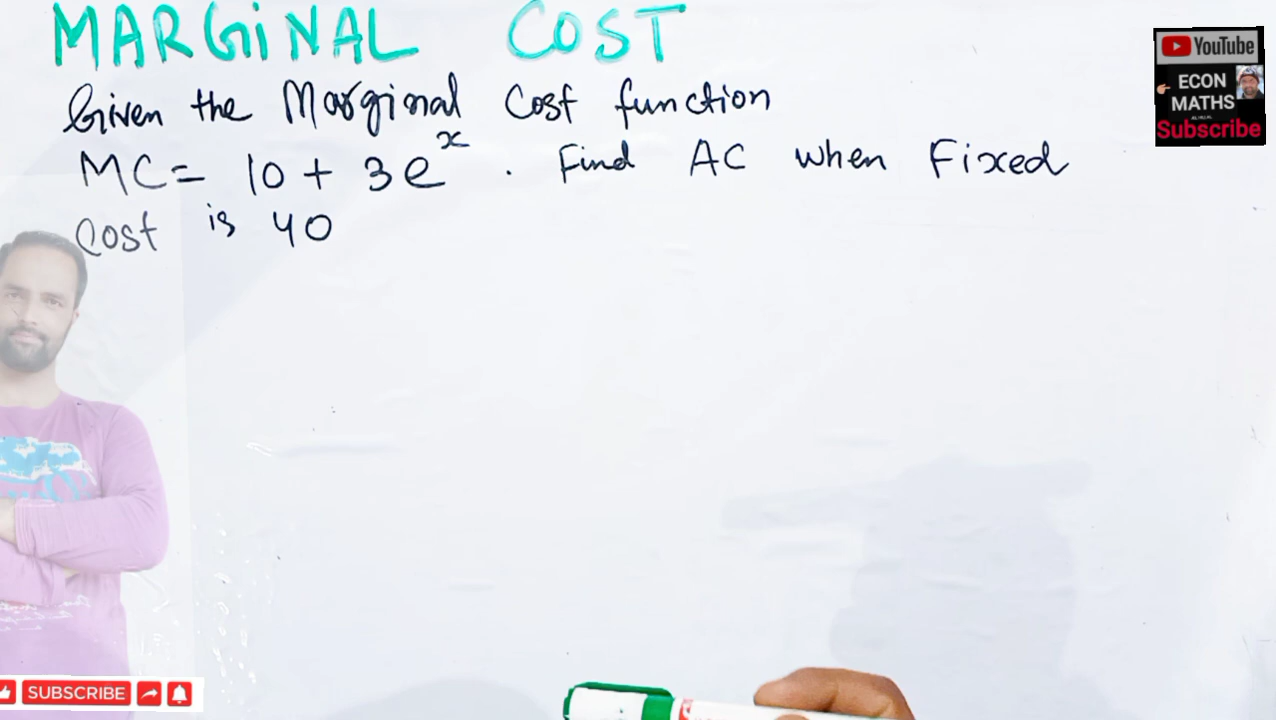 MARGINAL COST
Given the Marginal Cost function
MC = 10 + 3e^x . Find AC when Fixed
Cost is 40
YouTube
ECON
MATHS
Subscribe
SUBSCRIBE